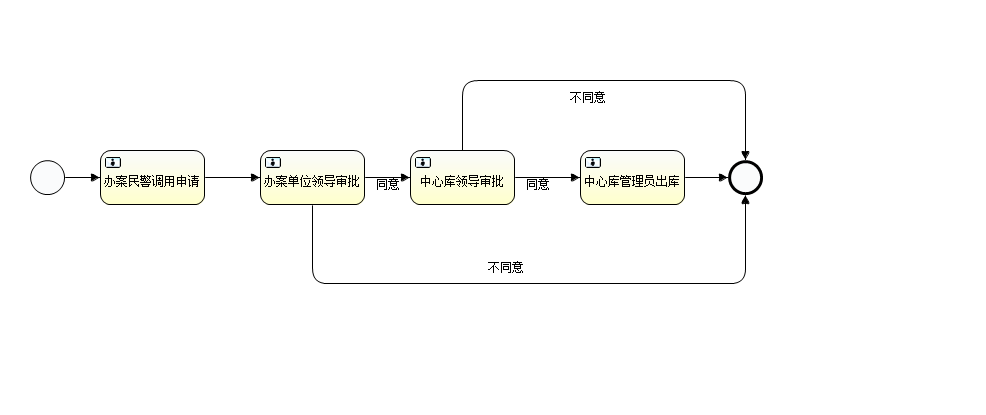 不同意
办案民警调用申请
办案单位领导审批
同意
中心库领导审批
同意
中心库管理员出库
不同意